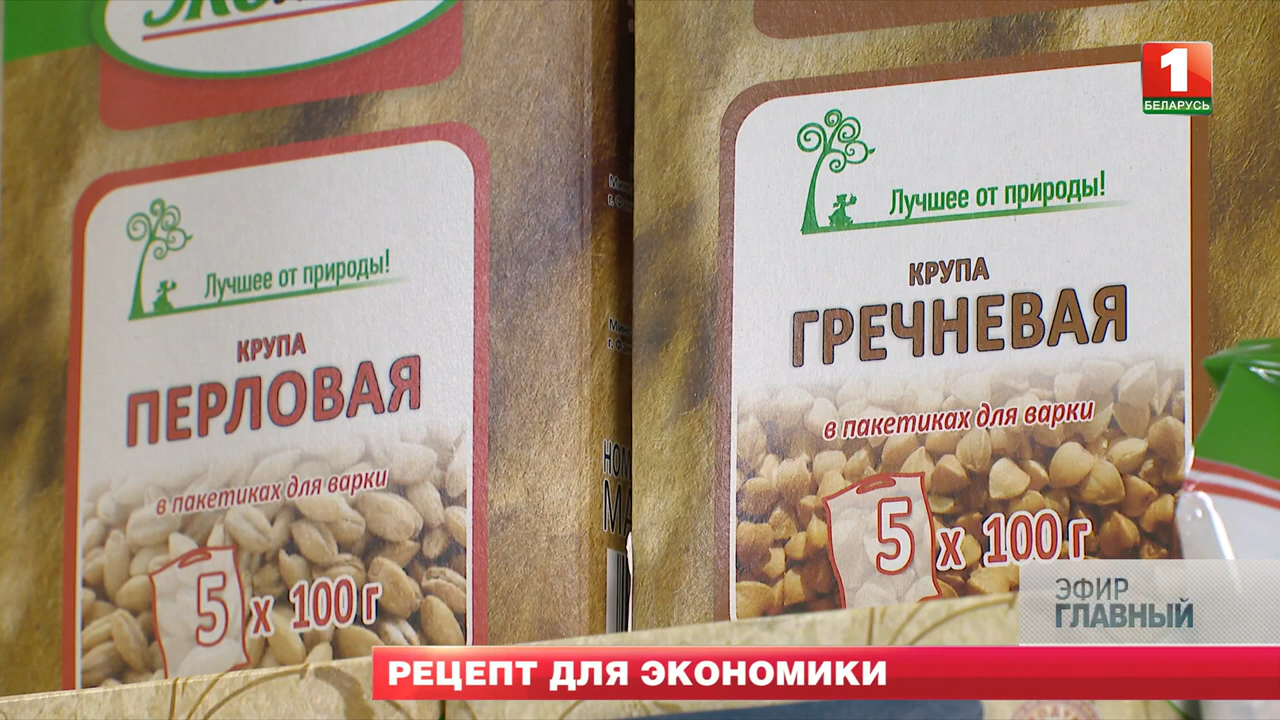 Лучшее от природы!
КРУПА
ПЕРЛОВАЯ
в пакетиках для варки
5 х 100 г
Лучшее от природы!
КРУПА
ГРЕЧНЕВАЯ
в пакетиках для варки
5 х 100 г
1
БЕЛАРУСЬ
ЭФИР
ГЛАВНЫЙ
РЕЦЕПТ ДЛЯ ЭКОНОМИКИ